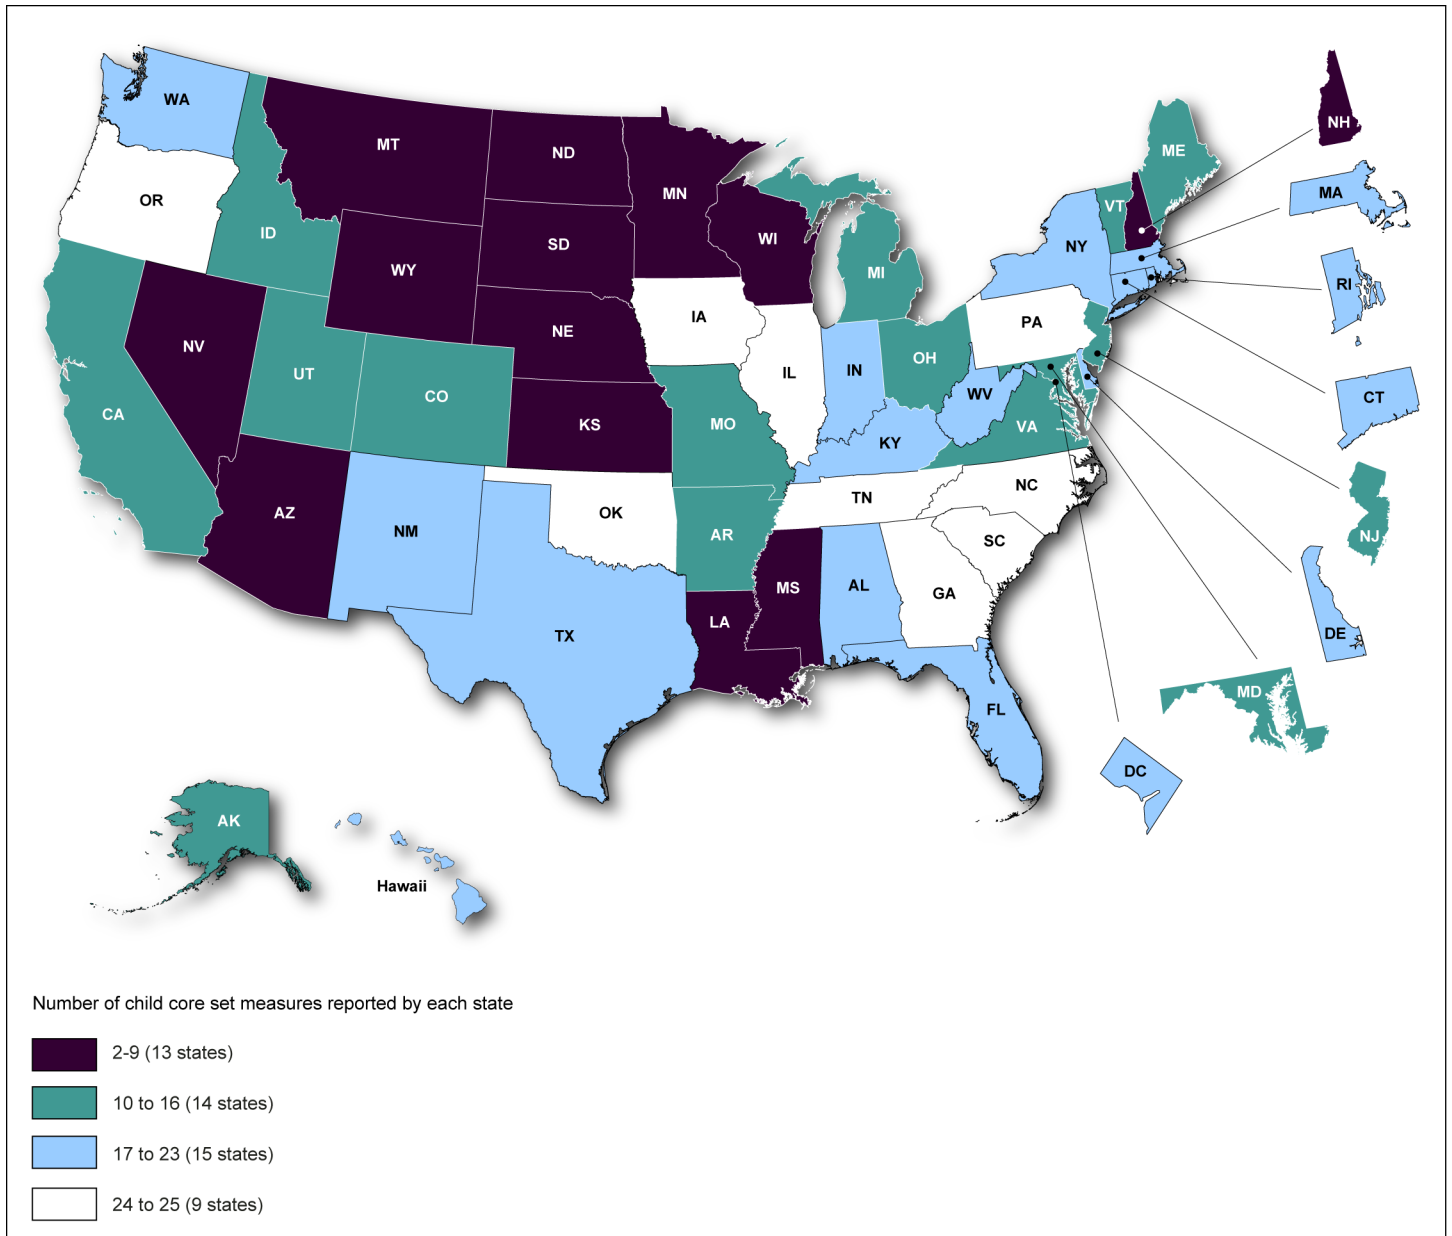 WA
MT
ND
MN
NH
ME
OR
ID
WY
SD
WI
MI
VT
NY
MA
RI
NV
UT
CO
NE
IA
IL
IN
OH
PA
CT
CA
KS
MO
KY
WV
VA
AZ
NM
OK
AR
TN
NC
SC
NJ
TX
LA
MS
AL
GA
DE
FL
MD
DC
AK
Hawaii
Number of child core set measures reported by each state
2-9 (13 states)
10 to 16 (14 states)
17 to 23 (15 states)
24 to 25 (9 states)